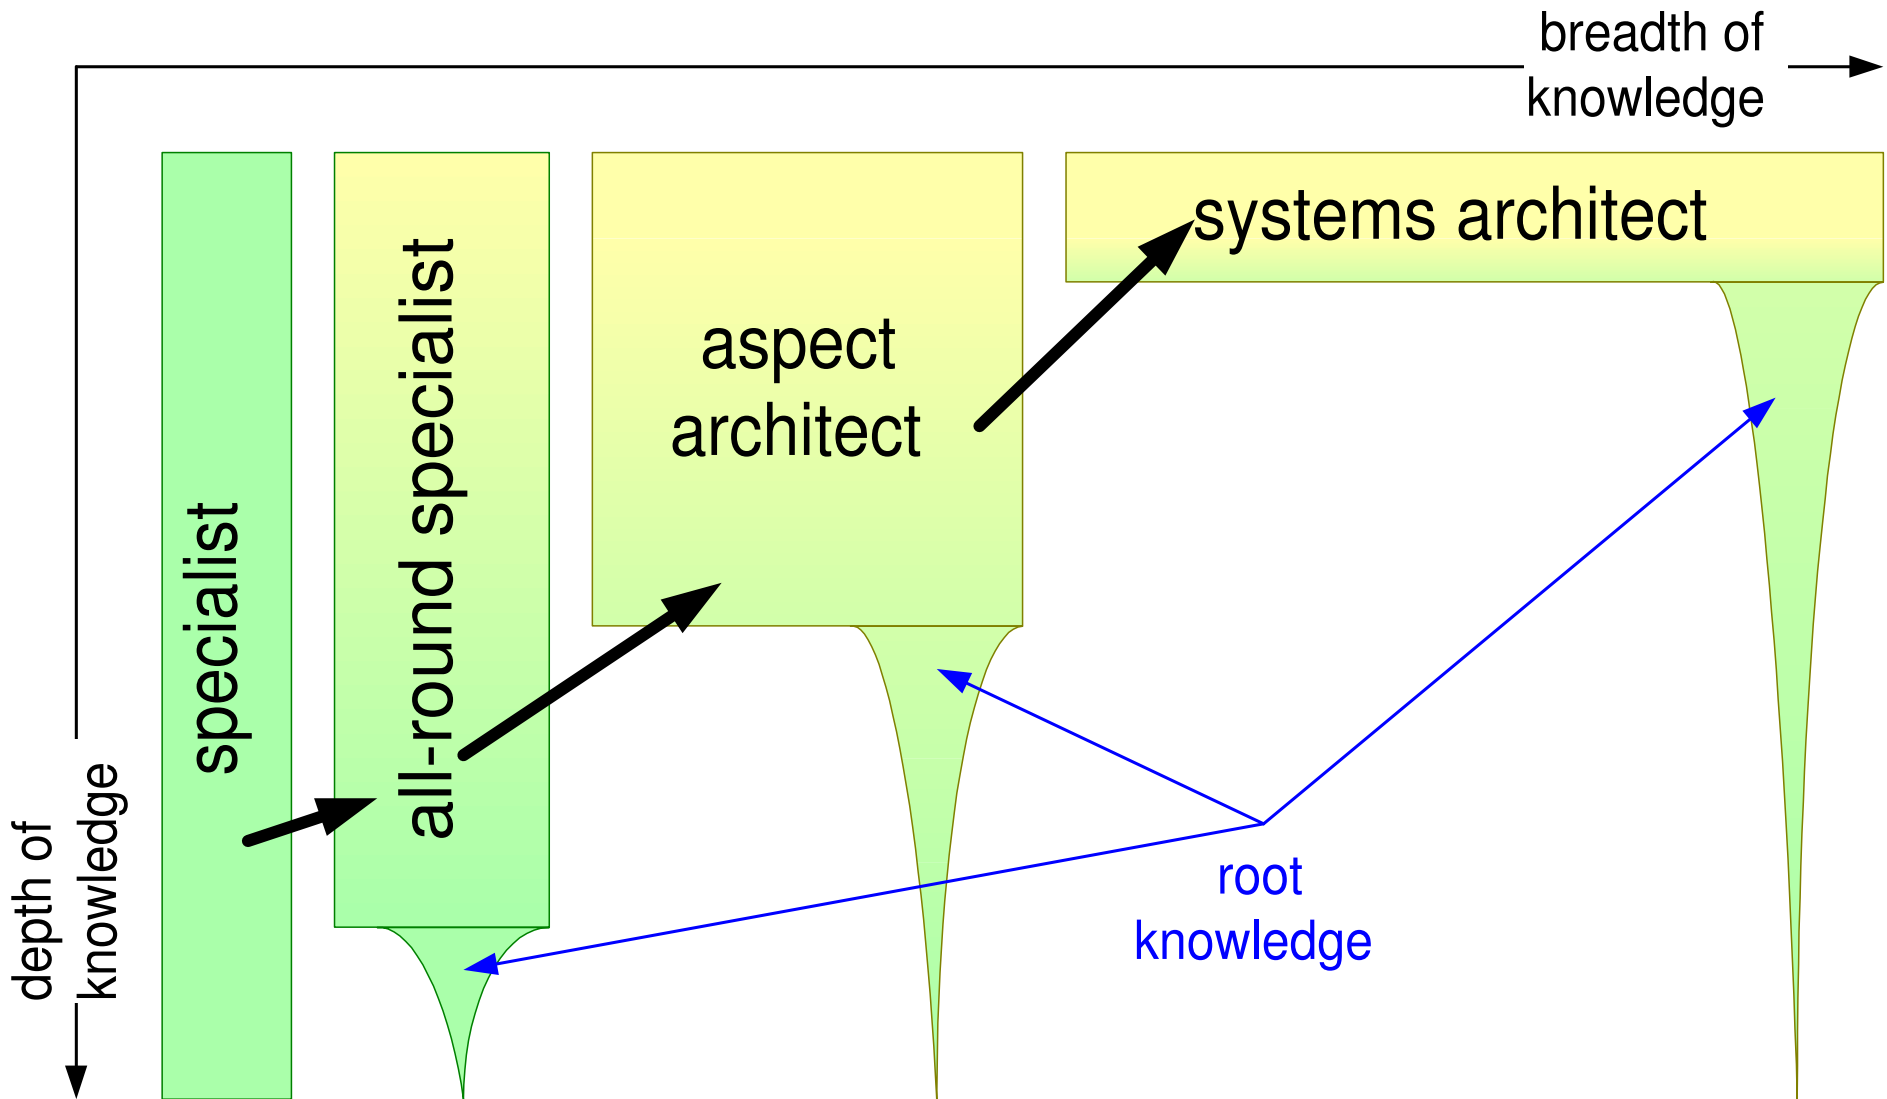 breadth of
knowledge
systems architect
aspect
architect
all-round specialist
specialist
depth of
knowledge
root
knowledge